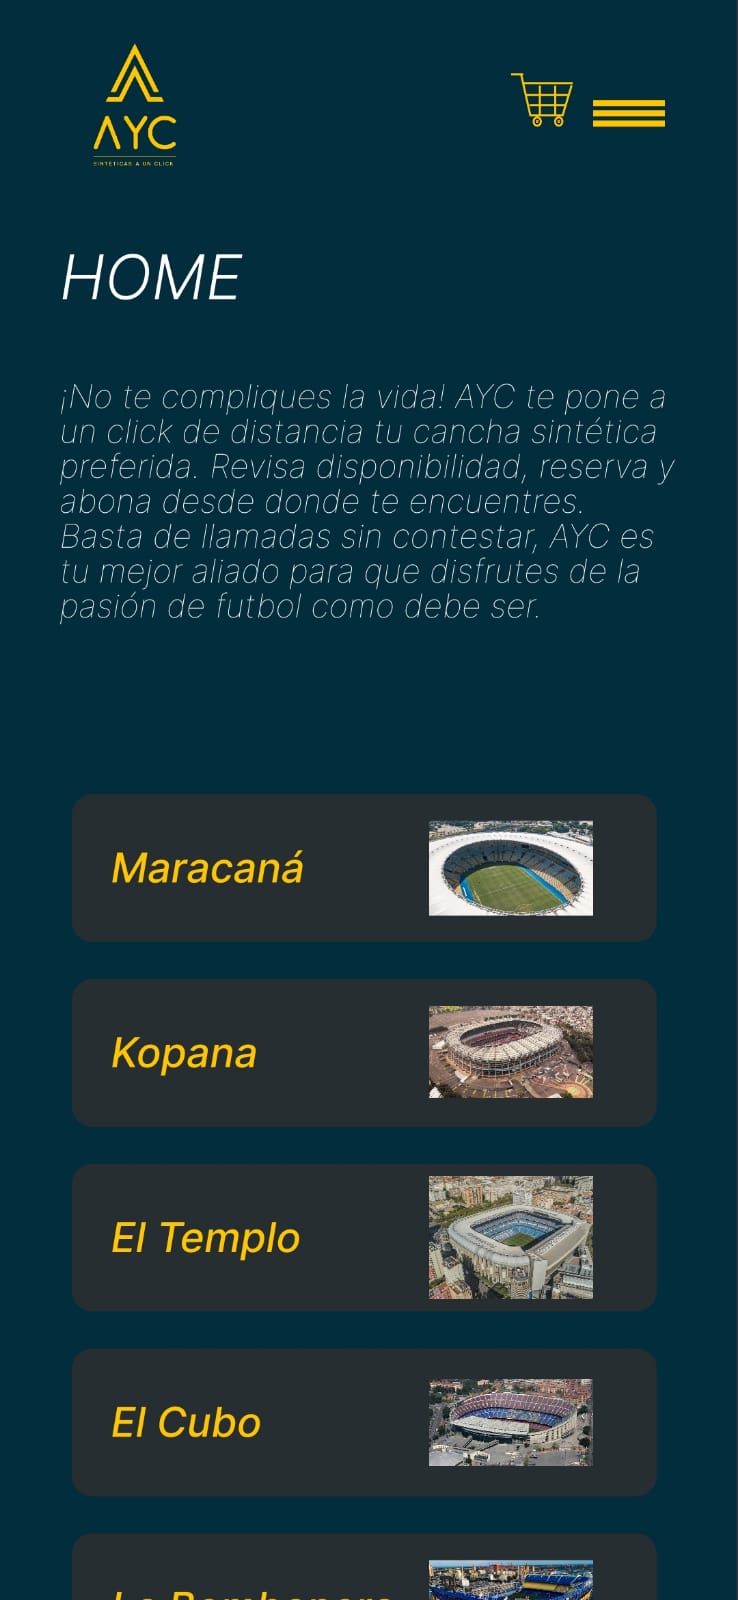 AYC
SINTÉTICAS A UN CLICK
HOME
¡No te compliques la vida! AYC te pone a
un click de distancia tu cancha sintética
preferida. Revisa disponibilidad, reserva y
abona desde donde te encuentres.
Basta de llamadas sin contestar, AYC es
tu mejor aliado para que disfrutes de la
pasión de futbol como debe ser.
Maracaná
Kopana
El Templo
El Cubo
La Bombonera